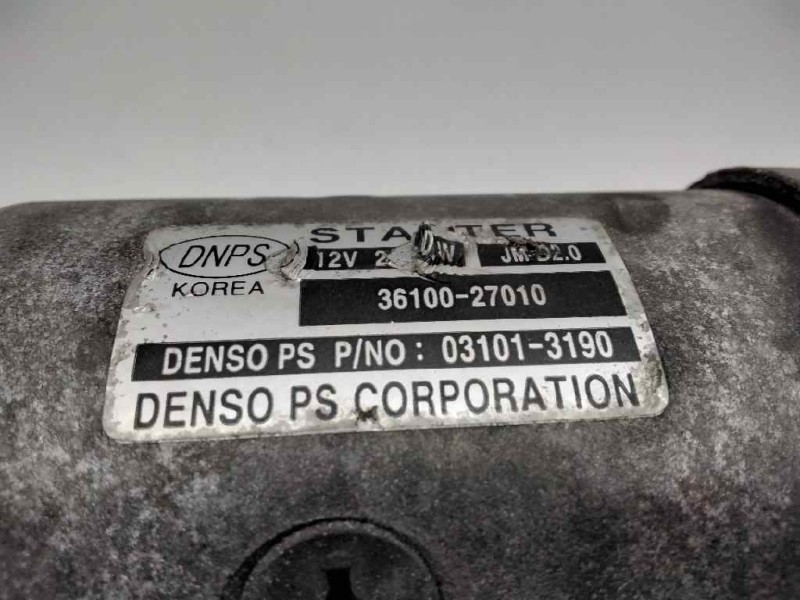 DNPS
KOREA
12V
36100-27010
DENSO PS P/NO : 03101-3190
DENSO PS CORPORATION